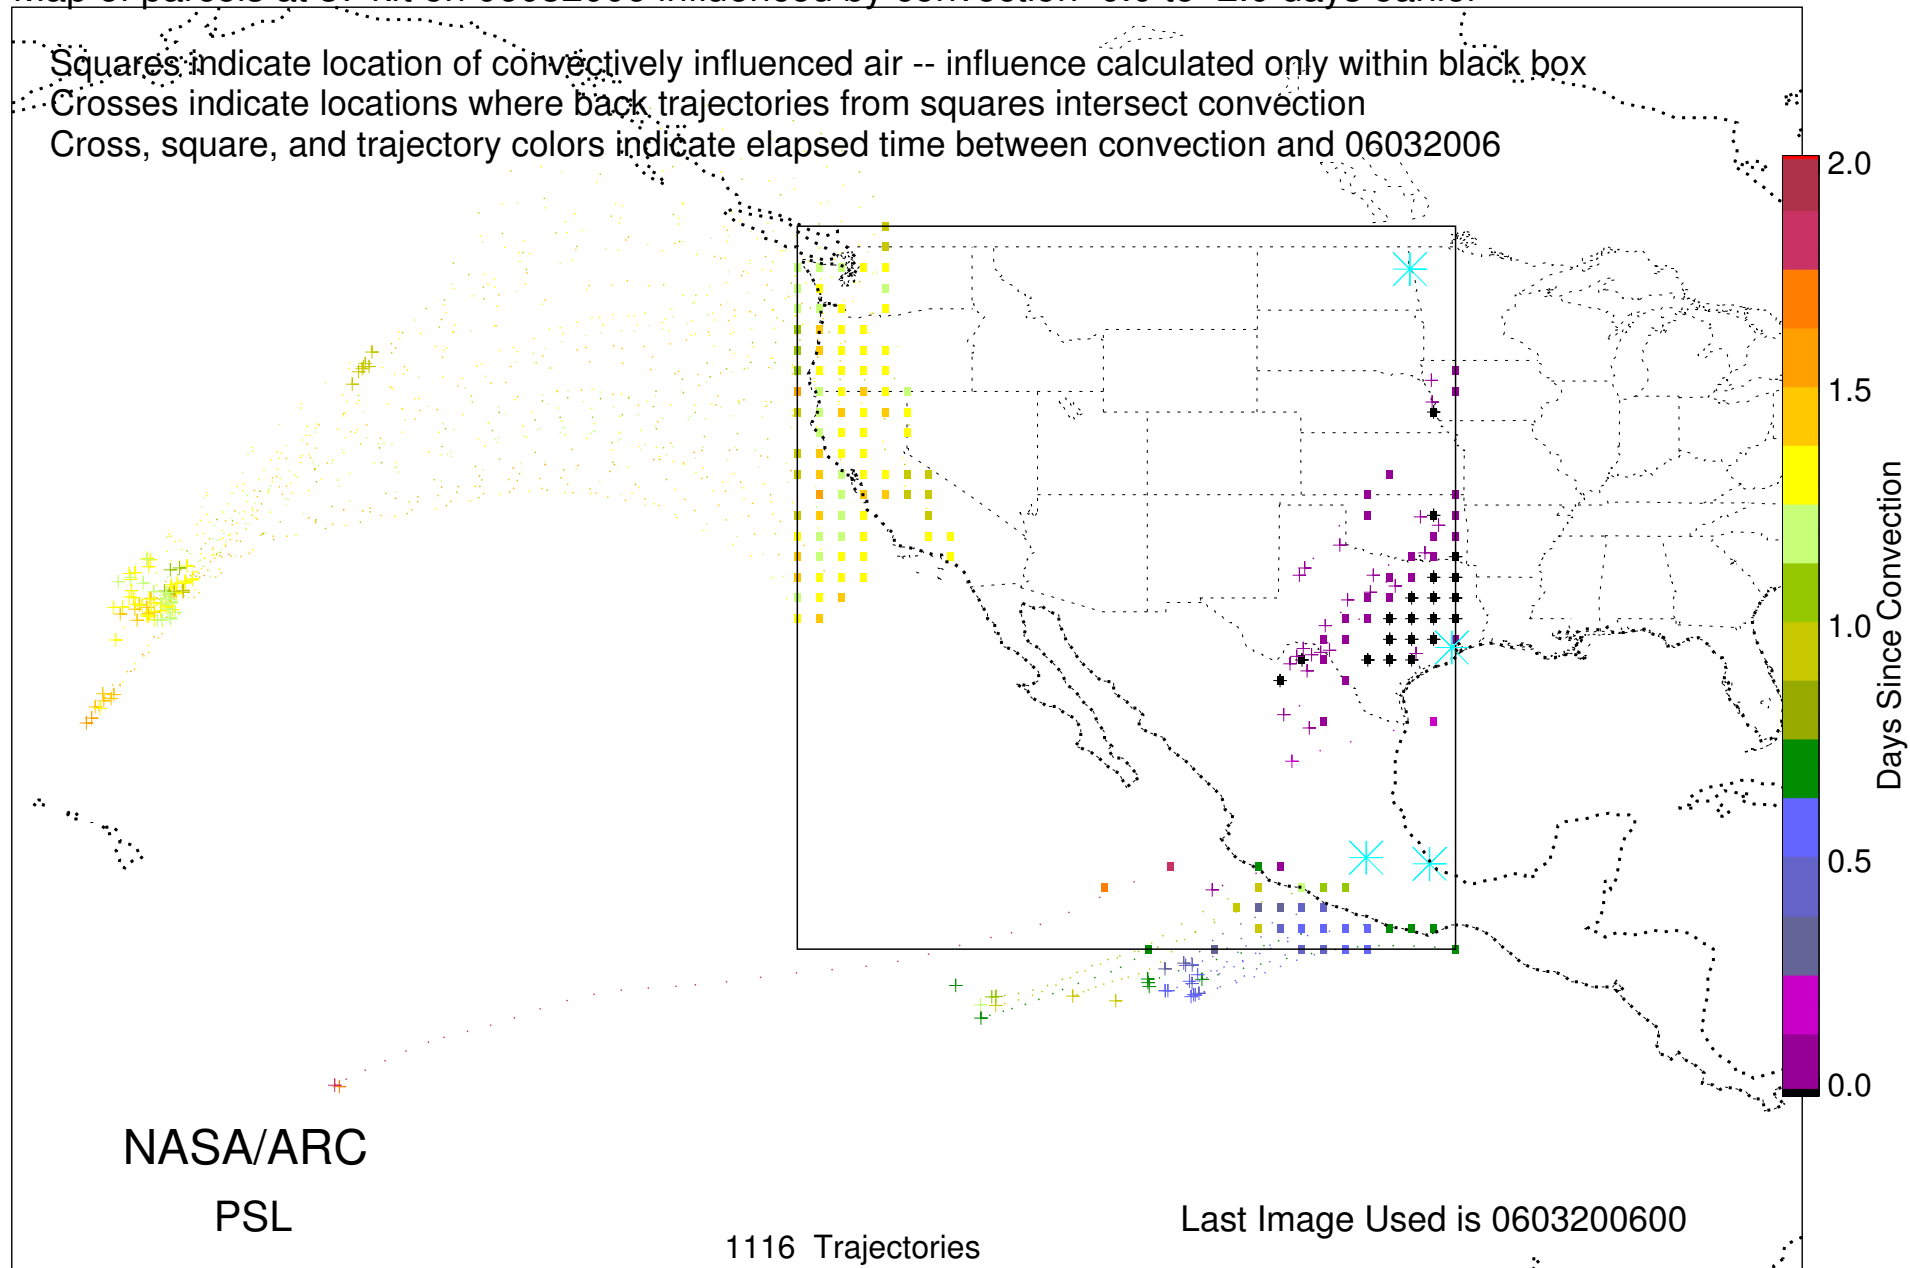 Squares indicate location of convectively influenced air -- influence calculated only within black box
Crosses indicate locations where back trajectories from squares intersect convection
Cross, square, and trajectory colors indicate elapsed time between convection and 06032006
2.0
1.5
1.0
0.5
0.0
Days Since Convection
NASA/ARC
PSL
Last Image Used is 0603200600
1116 Trajectories